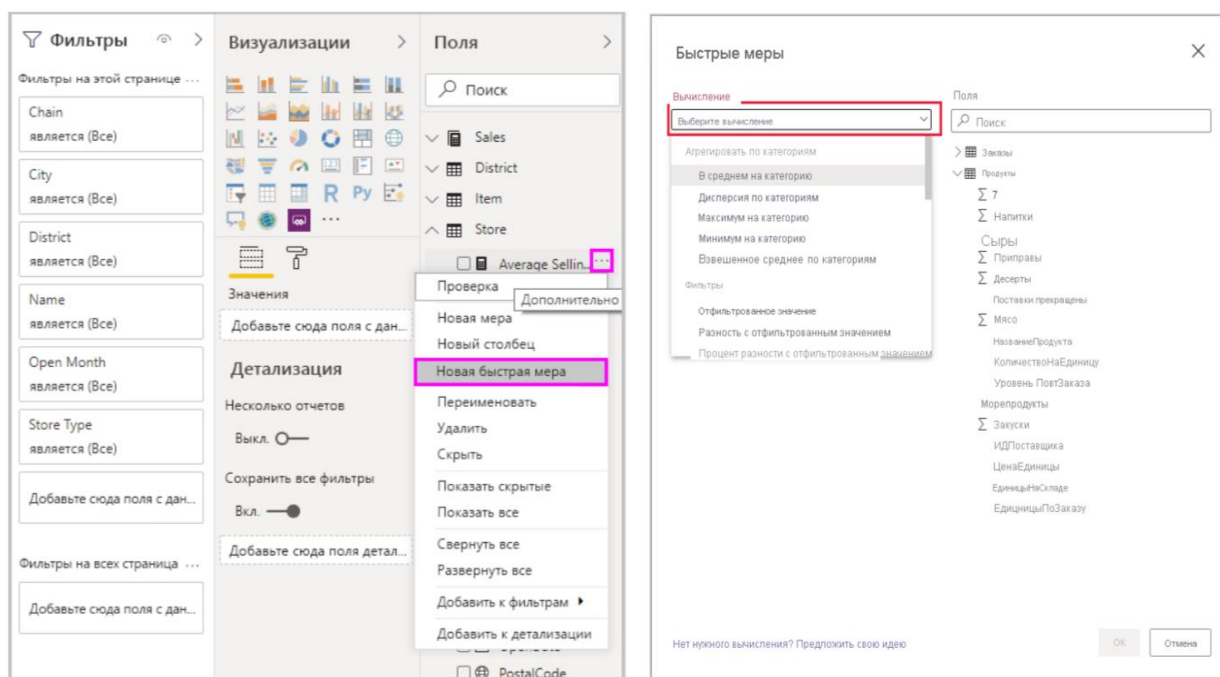 Фильтры
Фильтры на этой странице ...
Chain
является (Все)
City
является (Все)
District
является (Все)
Name
является (Все)
Open Month
является (Все)
Store Type
является (Все)
Добавьте сюда поля с дан...
Фильтры на всех страница ...
Добавьте сюда поля с дан...
Визуализации
R Py
...
Значения
Добавьте сюда поля с дан...
Детализация
Несколько отчетов
Выкл.
Сохранить все фильтры
Вкл.
Добавьте сюда поля детал...
Поля
Поиск
Sales
District
Item
Store
Average Sellin... ...
Проверка
Дополнительно
Новая мера
Новый столбец
Новая быстрая мера
Переименовать
Удалить
Скрыть
Показать скрытые
Показать все
Свернуть все
Развернуть все
Добавить к фильтрам
Добавить к детализации
PostalCode
Быстрые меры
Вычисление
Выберите вычисление
Агрегировать по категориям
В среднем на категорию
Дисперсия по категориям
Максимум на категорию
Минимум на категорию
Взвешенное среднее по категориям
Фильтры
Отфильтрованное значение
Разность с отфильтрованным значением
Процент разности с отфильтрованным значением
Поля
Поиск
Заказы
Продукты
Σ 7
Σ Напитки
Сыры
Σ Приправы
Σ Десерты
Поставки прекращены
Σ Мясо
НазваниеПродукта
КоличествоНаЕдиницу
Уровень ПовтЗаказа
Морепродукты
Σ Закуски
ИДПоставщика
ЦенаЕдиницы
ЕдиницыНаСкладе
ЕдицницыПоЗаказу
Нет нужного вычисления? Предложить свою идею
ОК
Отмена